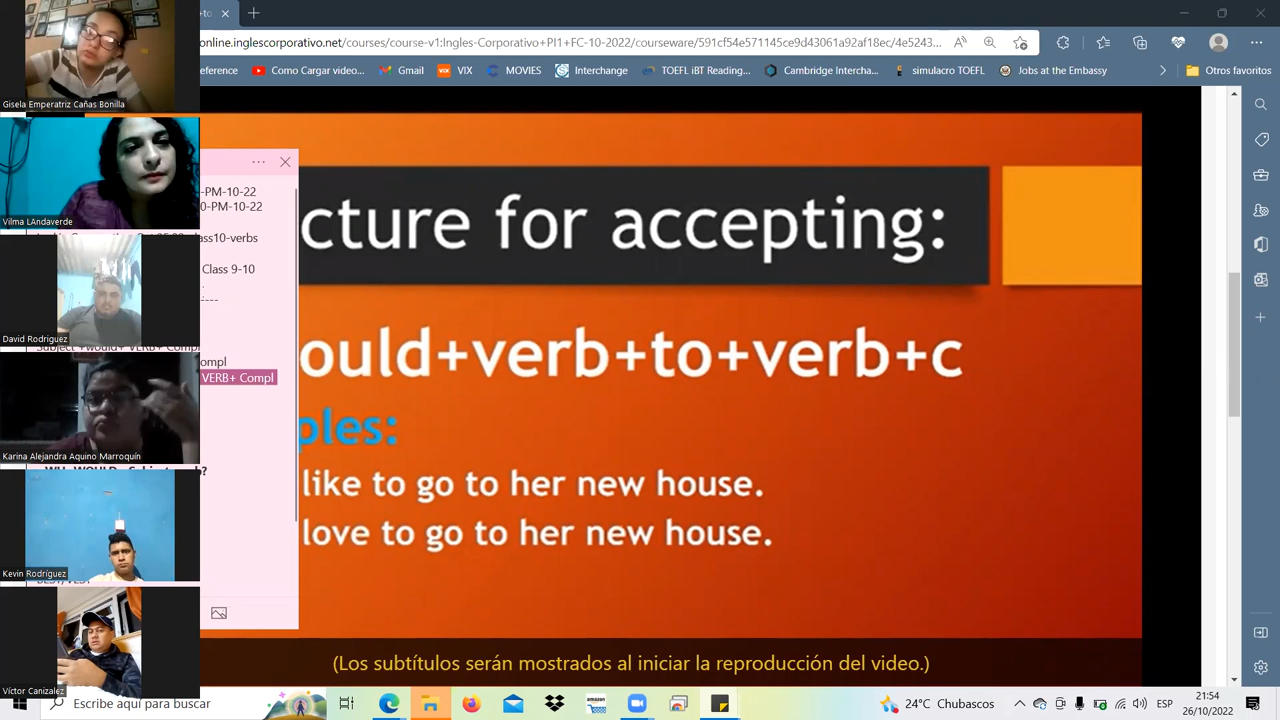 online.inglescorporativo.net/courses/course-v1:Ingles-Corporativo+PI1+FC-10-2022/courseware/591cf54e571145ce9d43061a92af18ec/4e5243...
eference
Como Cargar video...
Gmail
VIX
MOVIES
Interchange
TOEFL iBT Reading...
Cambridge Intercha...
simulacro TOEFL
Jobs at the Embassy
Otros favoritos
Gisela Emperatriz Cañas Bonilla
Vilma LAndaverde
David Rodríguez
Karina Alejandra Aquino Marroquín
Kevin Rodríguez
Víctor Canizalez
-PM-10-22
0-PM-10-22
ass10-verbs
Class 9-10
ompl
VERB+ Compl
cture for accepting:
ould+verb+to+verb+c
ples:
like to go to her new house.
love to go to her new house.
(Los subtítulos serán mostrados al iniciar la reproducción del video.)
Escribe aquí para buscar
amazon
24°C Chubascos
ESP
21:54
26/10/2022